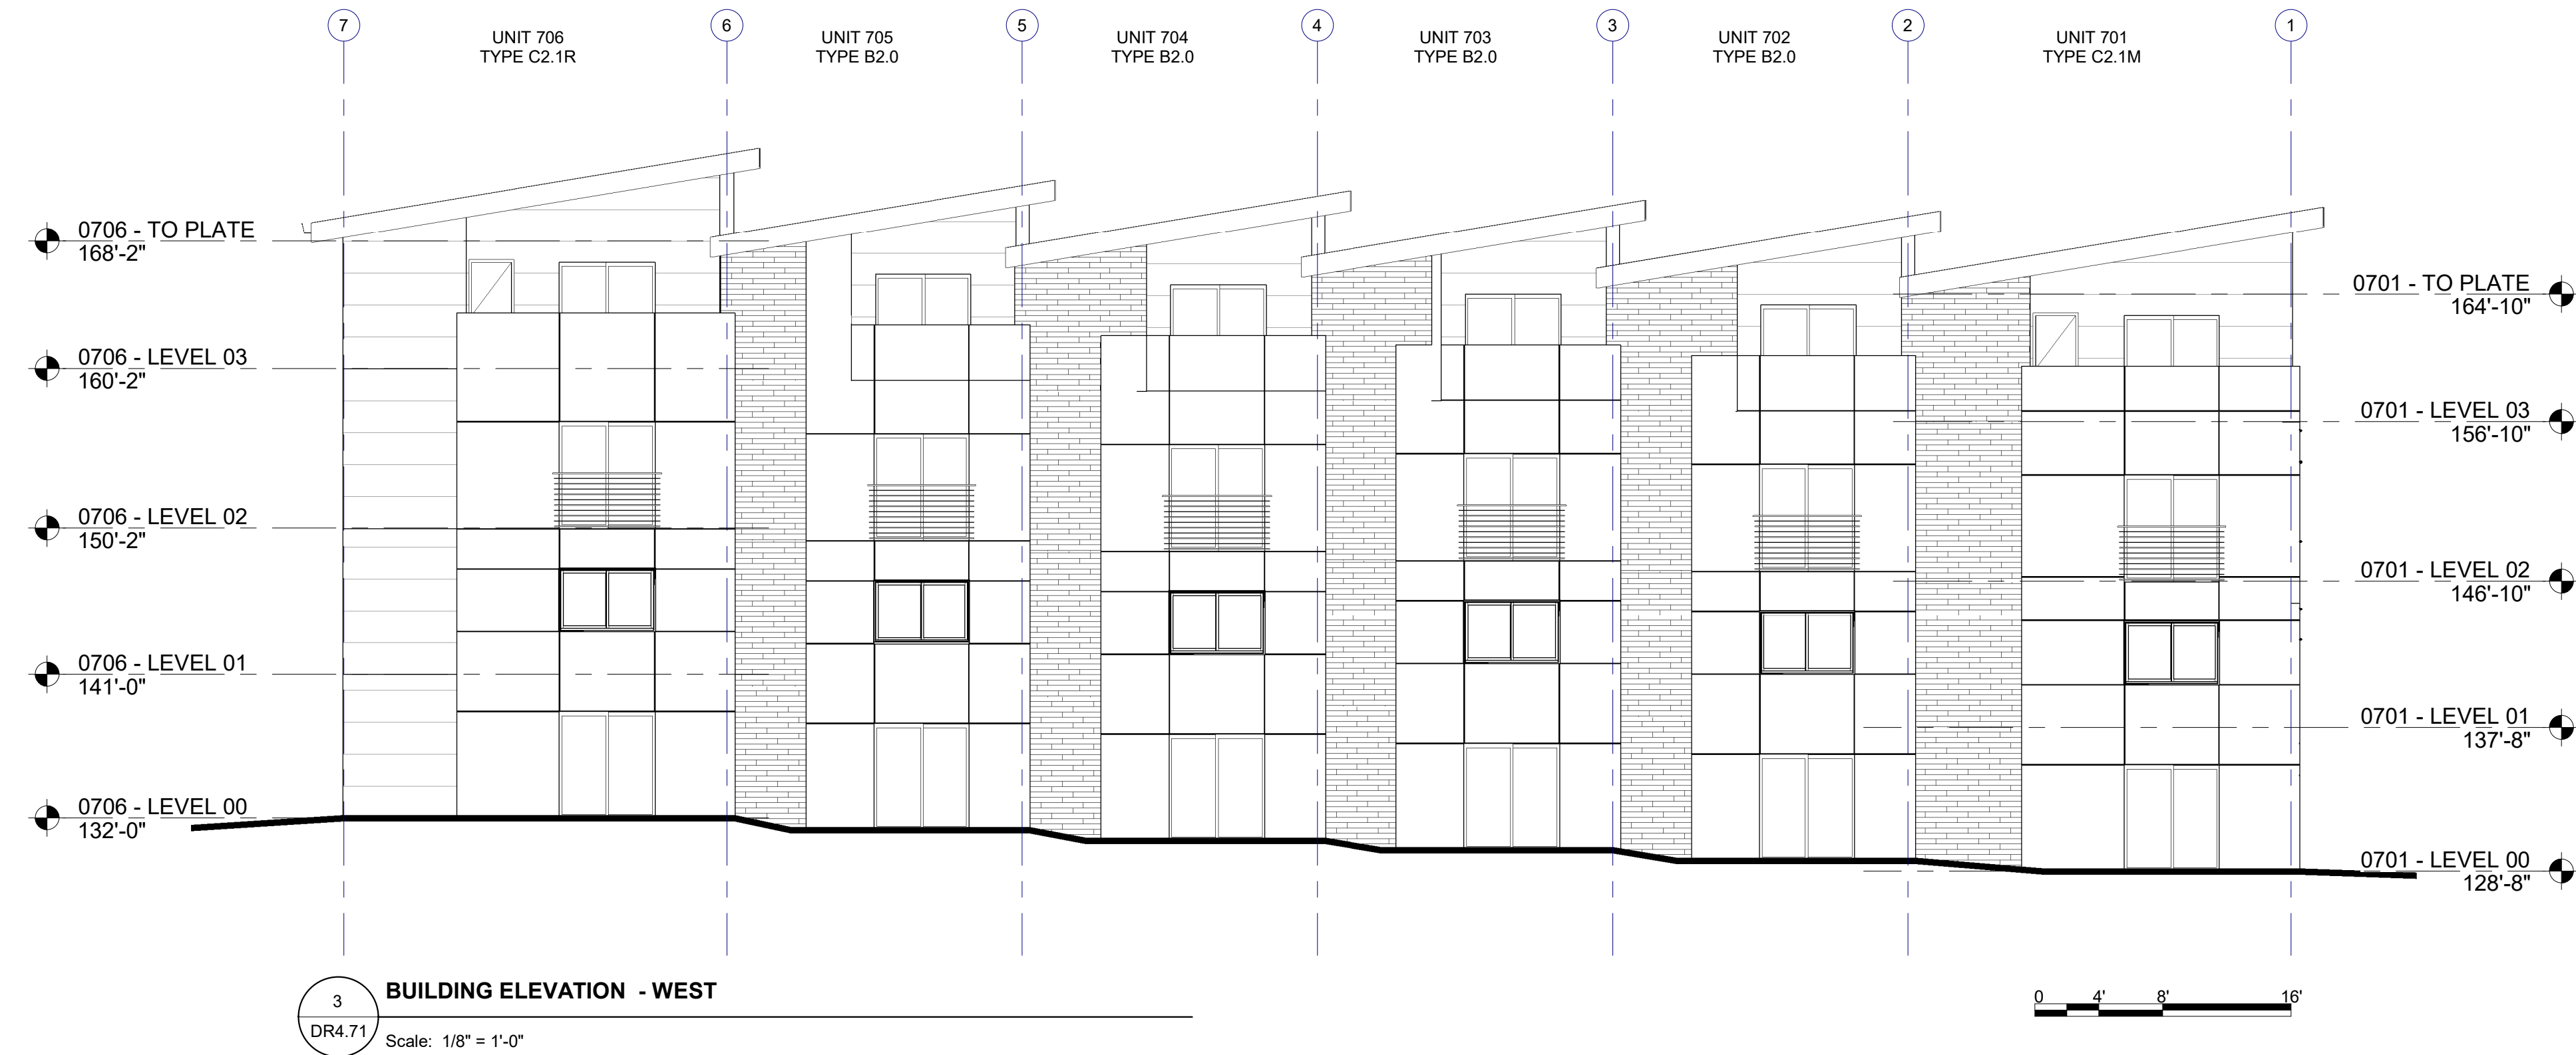 7
UNIT 706
TYPE C2.1R
6
UNIT 705
TYPE B2.0
5
UNIT 704
TYPE B2.0
4
UNIT 703
TYPE B2.0
3
UNIT 702
TYPE B2.0
2
UNIT 701
TYPE C2.1M
1
0706 - TO PLATE
168'-2"
0706 - LEVEL 03
160'-2"
0706 - LEVEL 02
150'-2"
0706 - LEVEL 01
141'-0"
0706 - LEVEL 00
132'-0"
0701 - TO PLATE
164'-10"
0701 - LEVEL 03
156'-10"
0701 - LEVEL 02
146'-10"
0701 - LEVEL 01
137'-8"
0701 - LEVEL 00
128'-8"
3
DR4.71
BUILDING ELEVATION - WEST
Scale: 1/8" = 1'-0"
0 4' 8' 16'